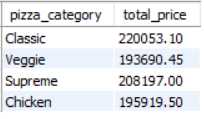 pizza_category total_price
Classic 220053.10
Veggie 193690.45
Supreme 208197.00
Chicken 195919.50